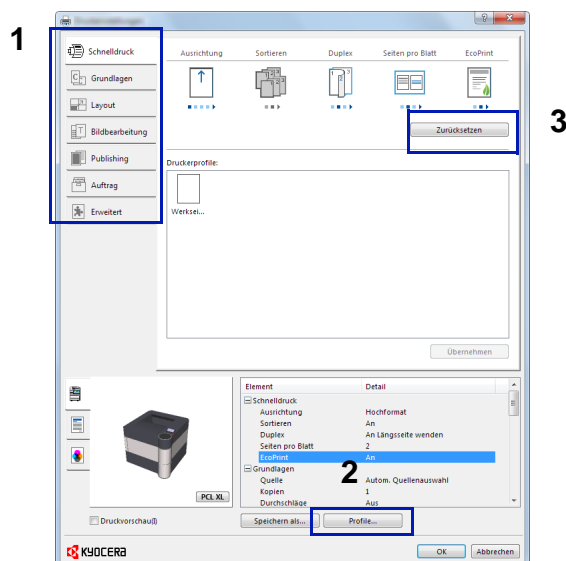 1
Schnelldruck
Grundlagen
Layout
Bildbearbeitung
Publishing
Auftrag
Erweitert
Ausrichtung Sortieren Duplex Seiten pro Blatt EcoPrint
Zurücksetzen
3
Druckerprofile:
Werksei...
Übernehmen
Element Detail
Schnelldruck
Ausrichtung Hochformat
Sortieren An
Duplex An Längsseite wenden
Seiten pro Blatt 2
EcoPrint An
Grundlagen
2
Quelle Autom. Quellenauswahl
Kopien 1
Durchschläge Aus
PCL XL
Druckvorschau(I)
Speichern als... Profile...
KYOCERA
OK Abbrechen